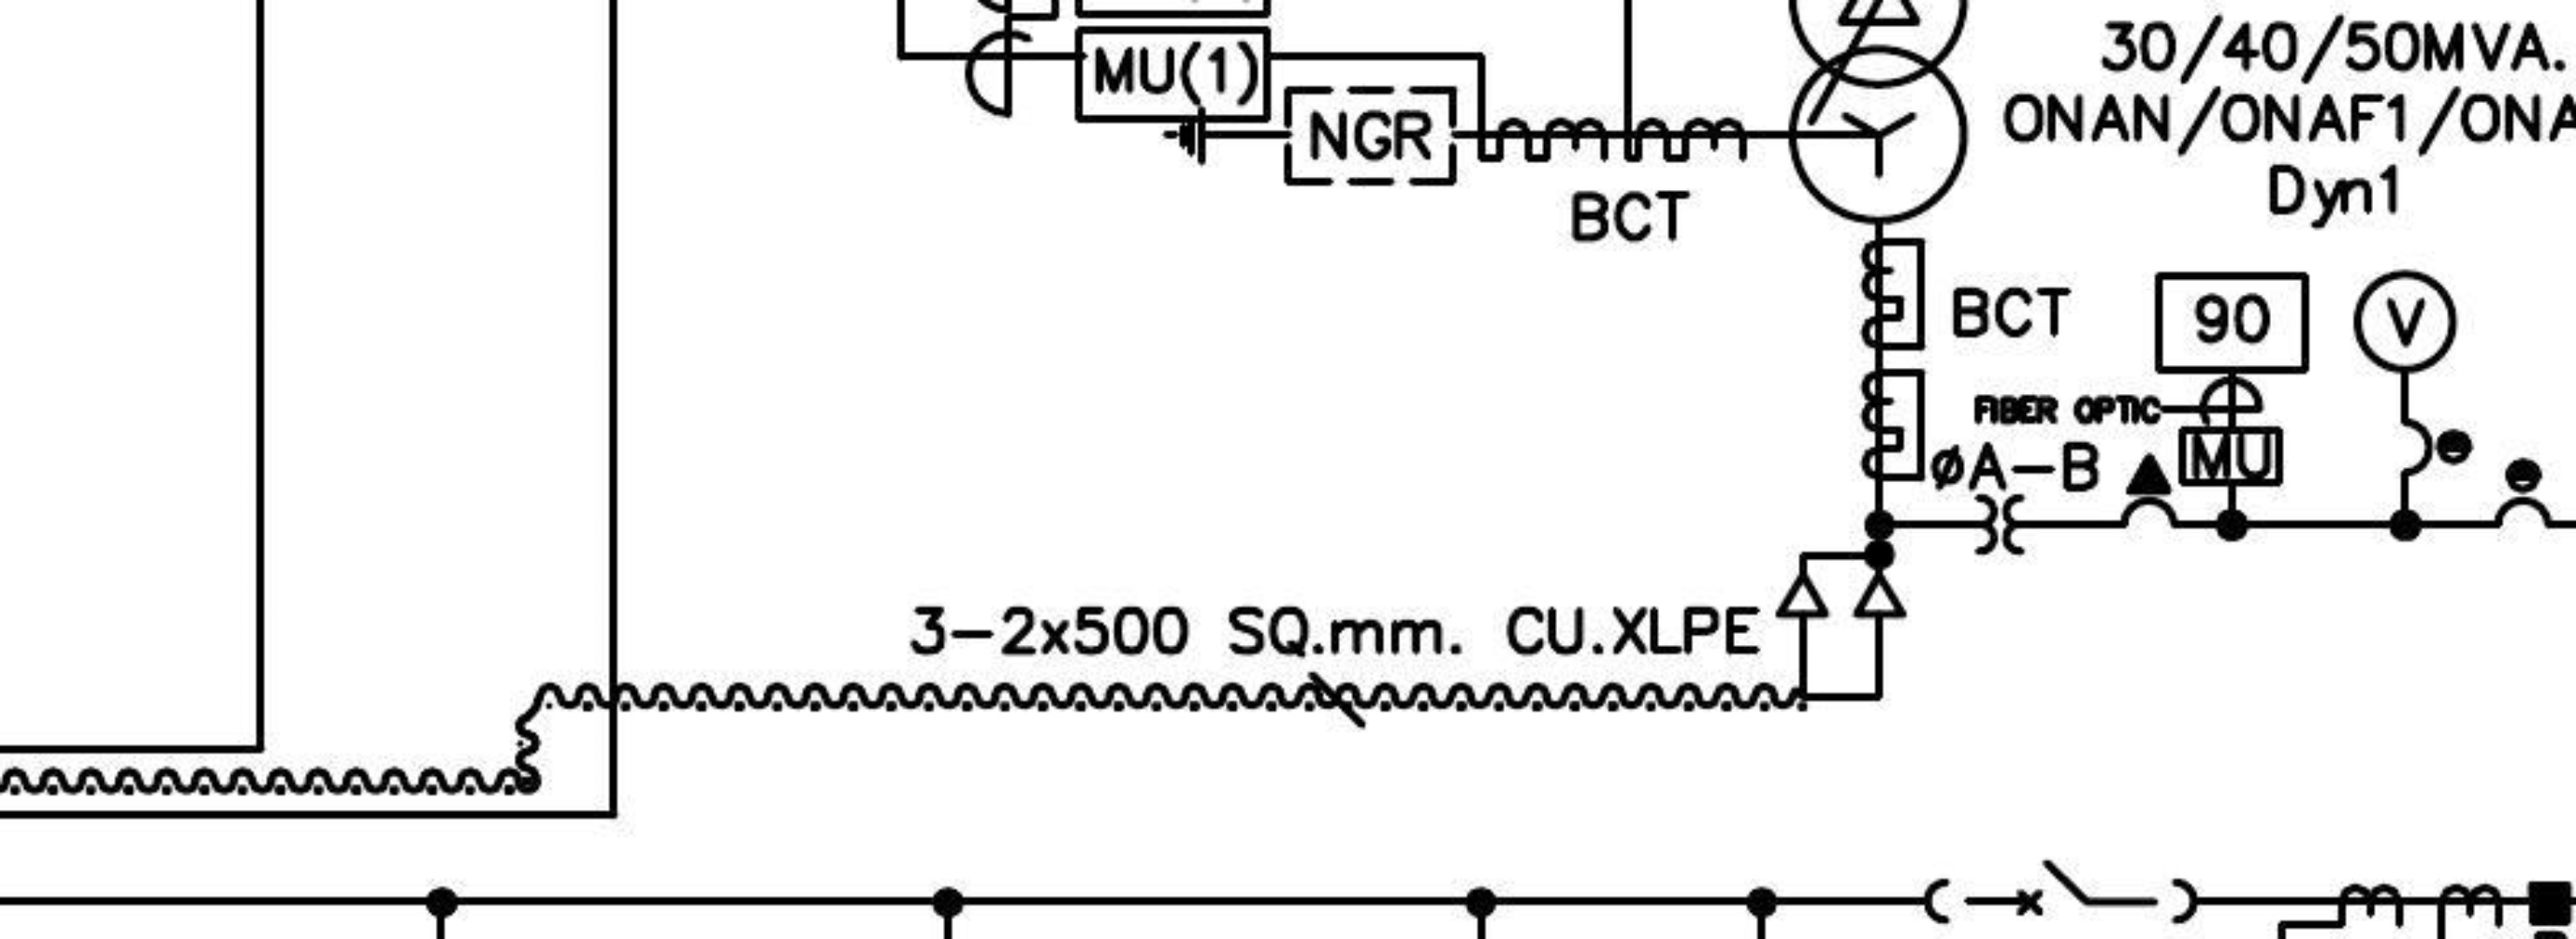 MU(1)
30/40/50MVA.
NGR
ONAN/ONAF1/ONA
BCT
Dyn1
BCT
90
V
FIBER OPTIC
MU
øA-B
3-2x500 SQ.mm. CU.XLPE